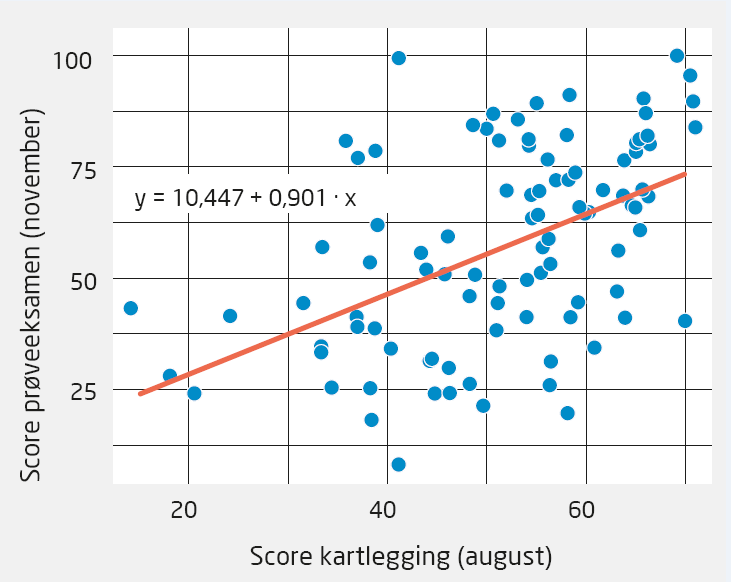 Score prøveeksamen (november)
100
75
50
25
y = 10,447 + 0,901 · x
20 40 60
Score kartlegging (august)